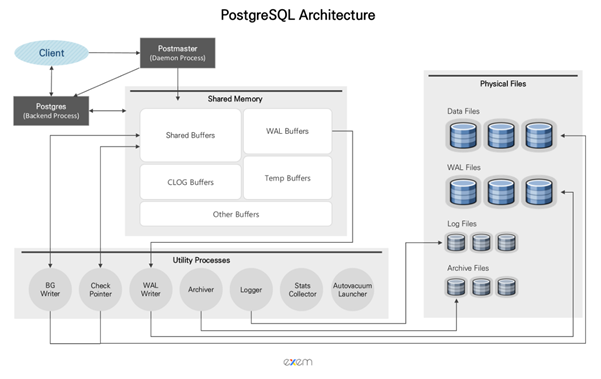 PostgreSQL Architecture
Client
Postmaster
(Daemon Process)
Postgres
(Backend Process)
Shared Memory
Shared Buffers
WAL Buffers
CLOG Buffers
Temp Buffers
Other Buffers
Physical Files
Data Files
WAL Files
Log Files
Archive Files
Utility Processes
BG
Writer
Check
Pointer
WAL
Writer
Archiver
Logger
Stats
Collector
Autovacuum
Launcher
exem